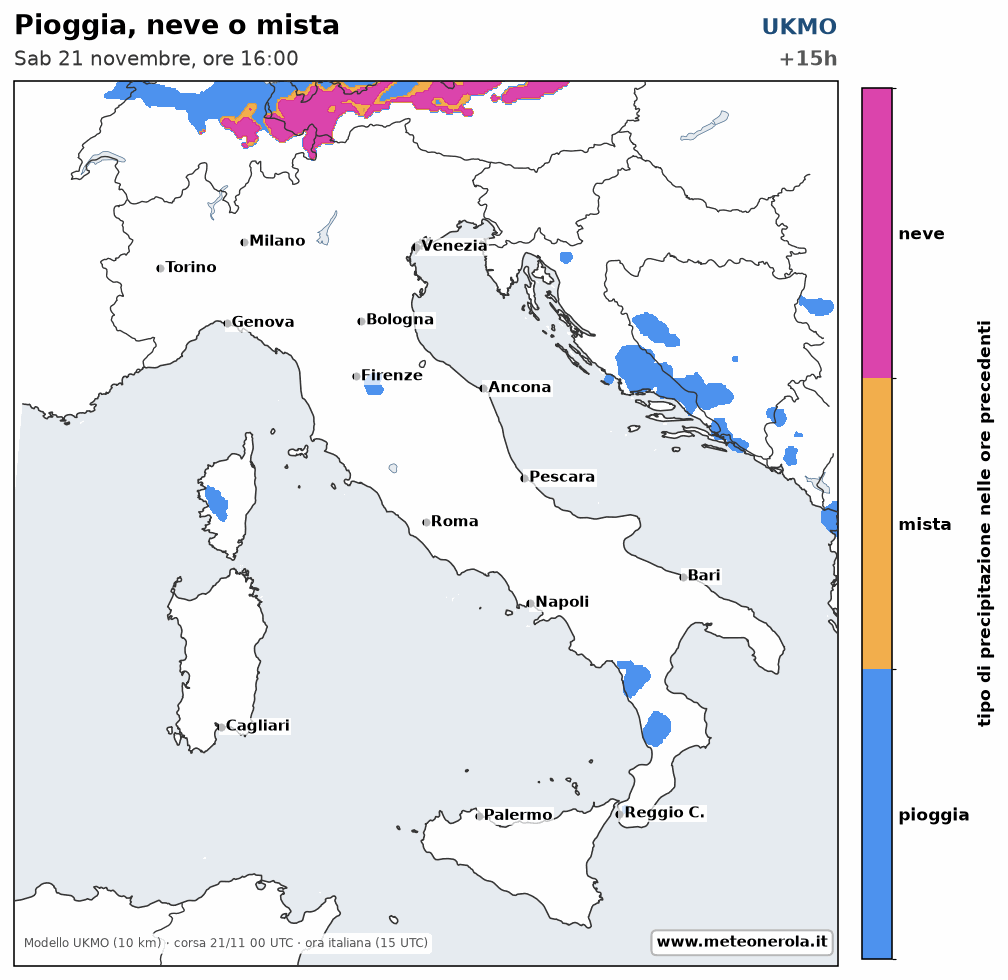 Pioggia, neve o mista
UKMO
Sab 21 novembre, ore 16:00
+15h
neve
Venezia
Milano
Torino
Bologna
Genova
Firenze
Ancona
Pescara
Roma
mista
tipo di precipitazione nelle ore precedenti
Bari
Napoli
Cagliari
Reggio C.
Palermo
pioggia
Modello UKMO (10 km) · corsa 21/11 00 UTC · ora italiana (15 UTC)
www.meteonerola.it